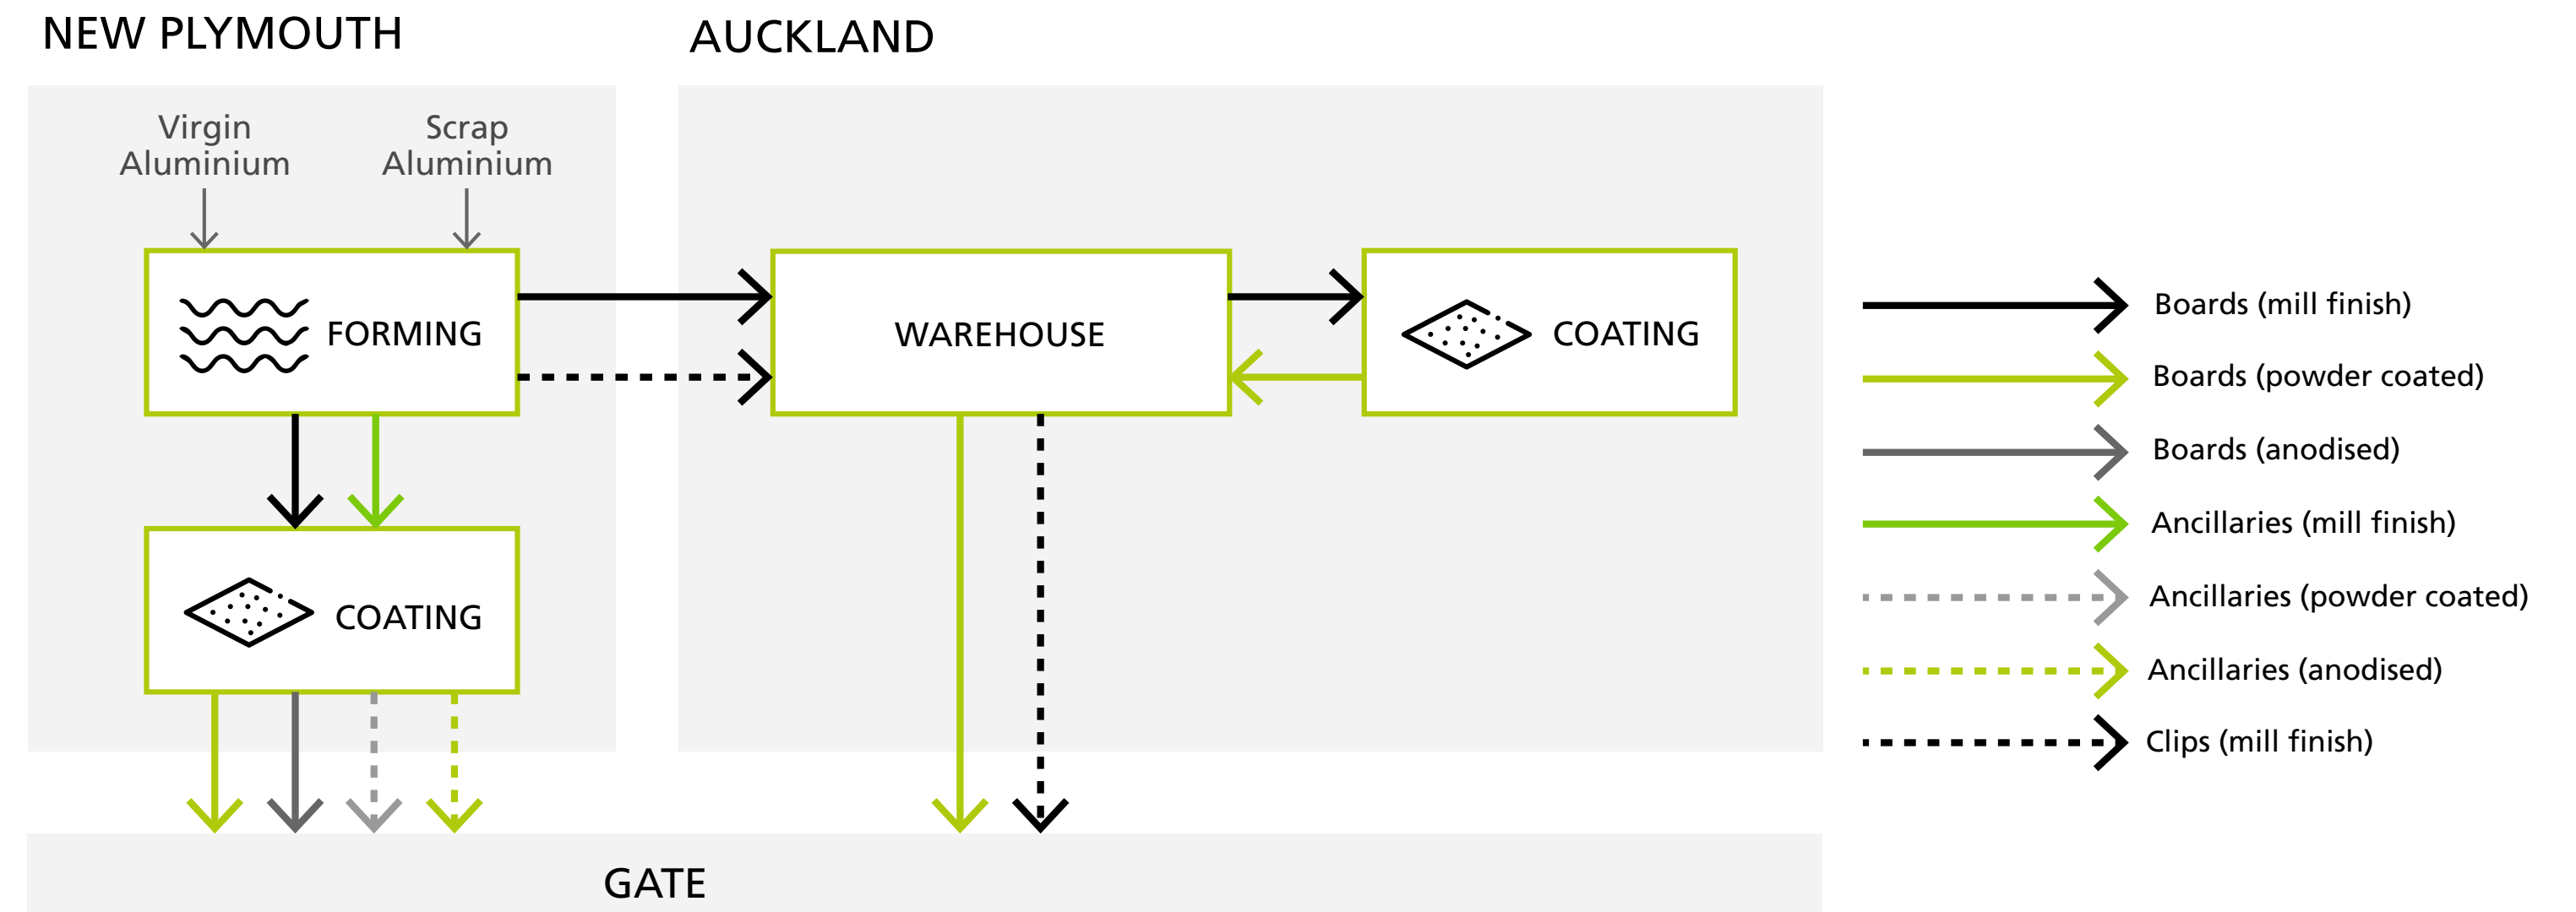 NEW PLYMOUTH
AUCKLAND
Virgin
Aluminium
Scrap
Aluminium
FORMING
WAREHOUSE
COATING
COATING
GATE
Boards (mill finish)
Boards (powder coated)
Boards (anodised)
Ancillaries (mill finish)
Ancillaries (powder coated)
Ancillaries (anodised)
Clips (mill finish)